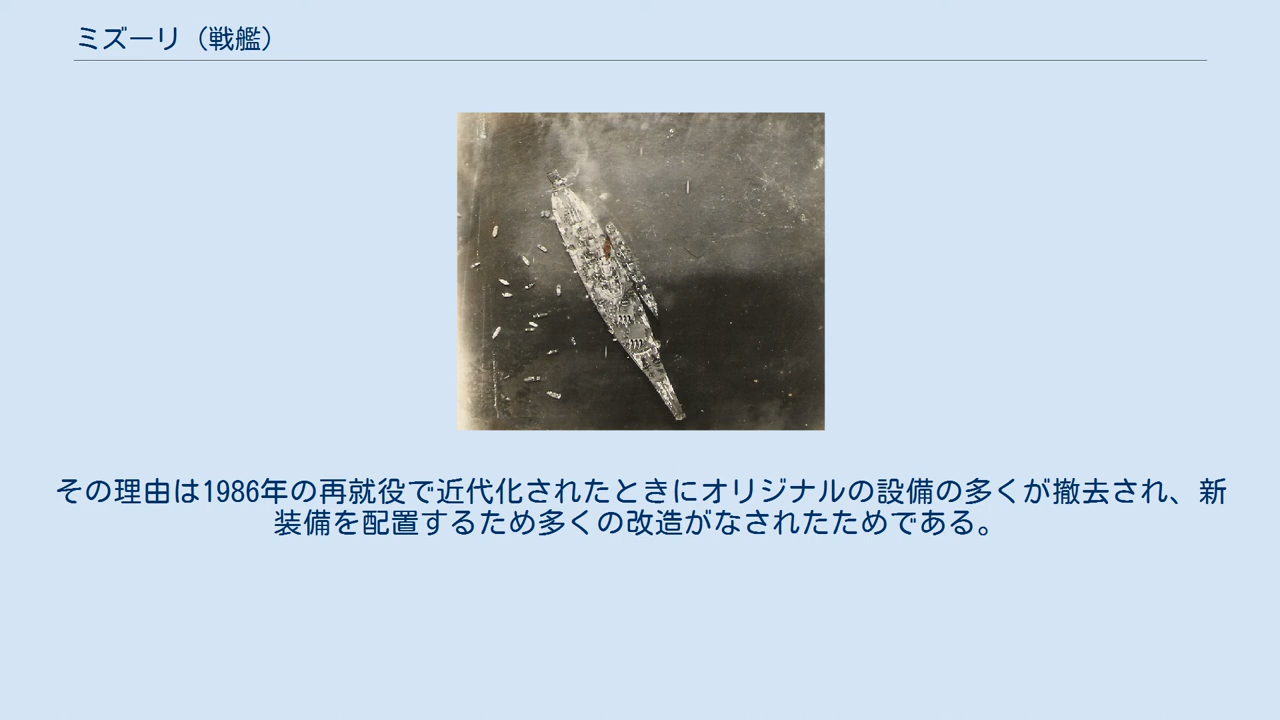 ミズーリ（戦艦）
その理由は1986年の再就役で近代化されたときにオリジナルの設備の多くが撤去され、新
装備を配置するため多くの改造がなされたためである。